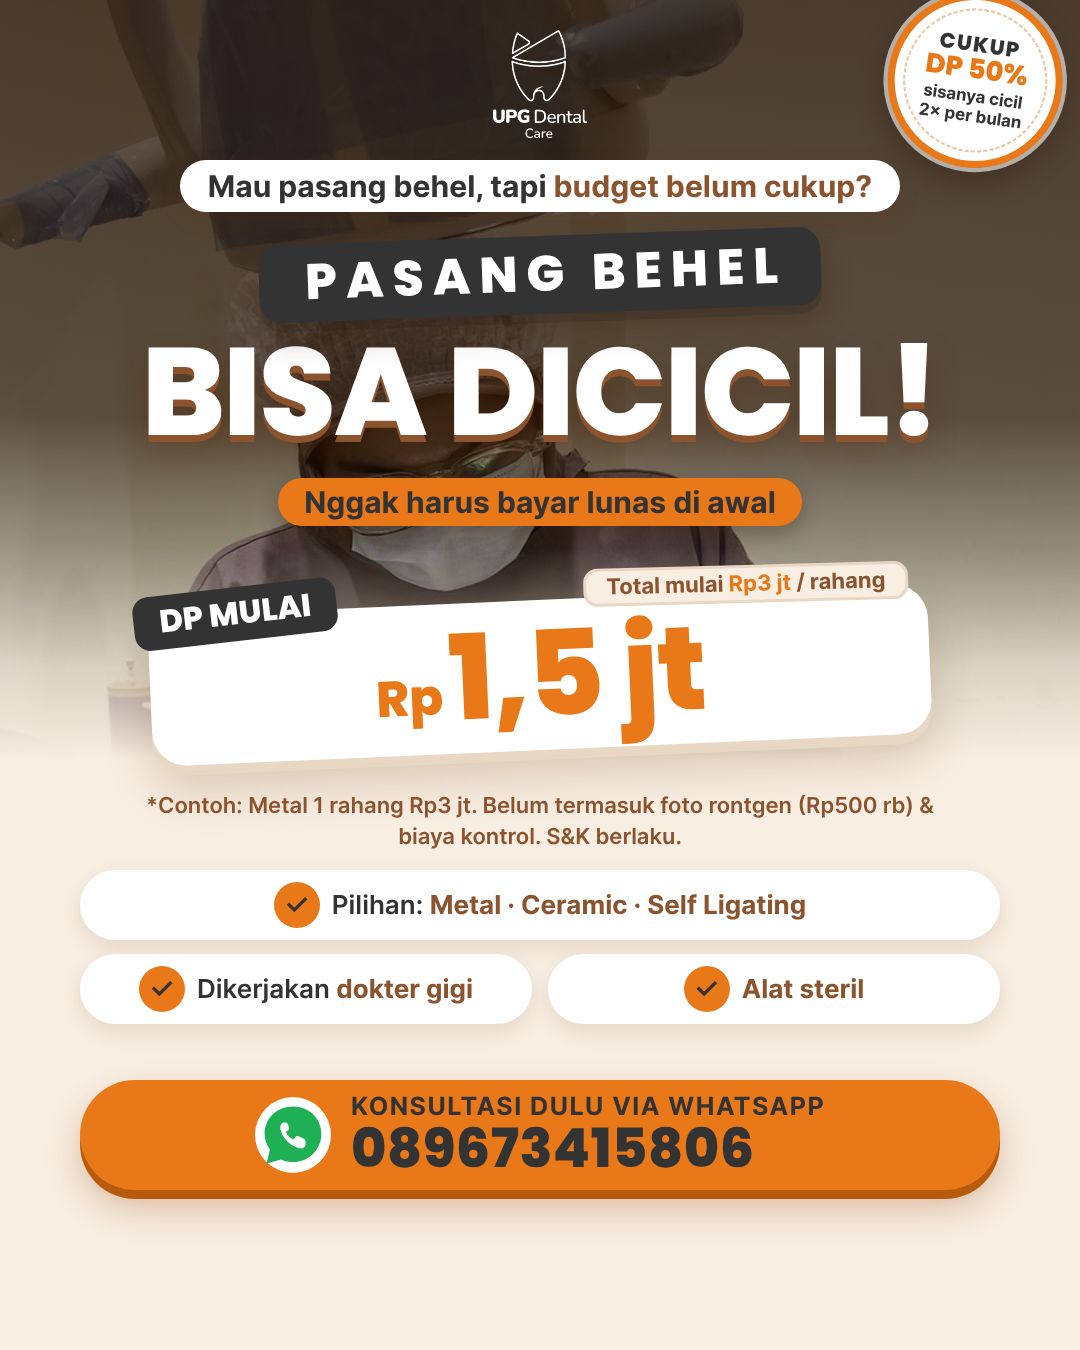 UPG Dental
Care
CUKUP
DP 50%
sisanya cicil
2× per bulan
Mau pasang behel, tapi budget belum cukup?
PASANG BEHEL
BISA DICICIL!
Nggak harus bayar lunas di awal
DP MULAI
Total mulai Rp3 jt / rahang
Rp1,5 jt
*Contoh: Metal 1 rahang Rp3 jt. Belum termasuk foto rontgen (Rp500 rb) &
biaya kontrol. S&K berlaku.
Pilihan: Metal · Ceramic · Self Ligating
Dikerjakan dokter gigi
Alat steril
KONSULTASI DULU VIA WHATSAPP
089673415806